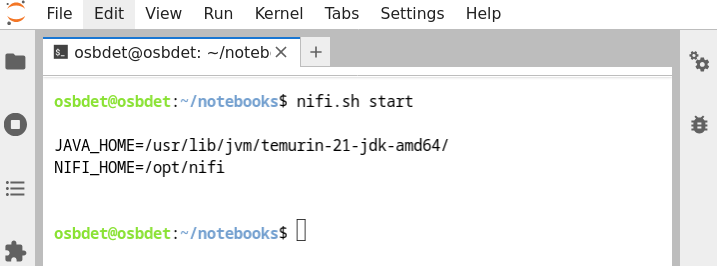 File Edit View Run Kernel Tabs Settings Help
osbdet@osbdet: ~/noteb
osbdet@osbdet:~/notebooks$ nifi.sh start
JAVA_HOME=/usr/lib/jvm/temurin-21-jdk-amd64/
NIFI_HOME=/opt/nifi
osbdet@osbdet:~/notebooks$